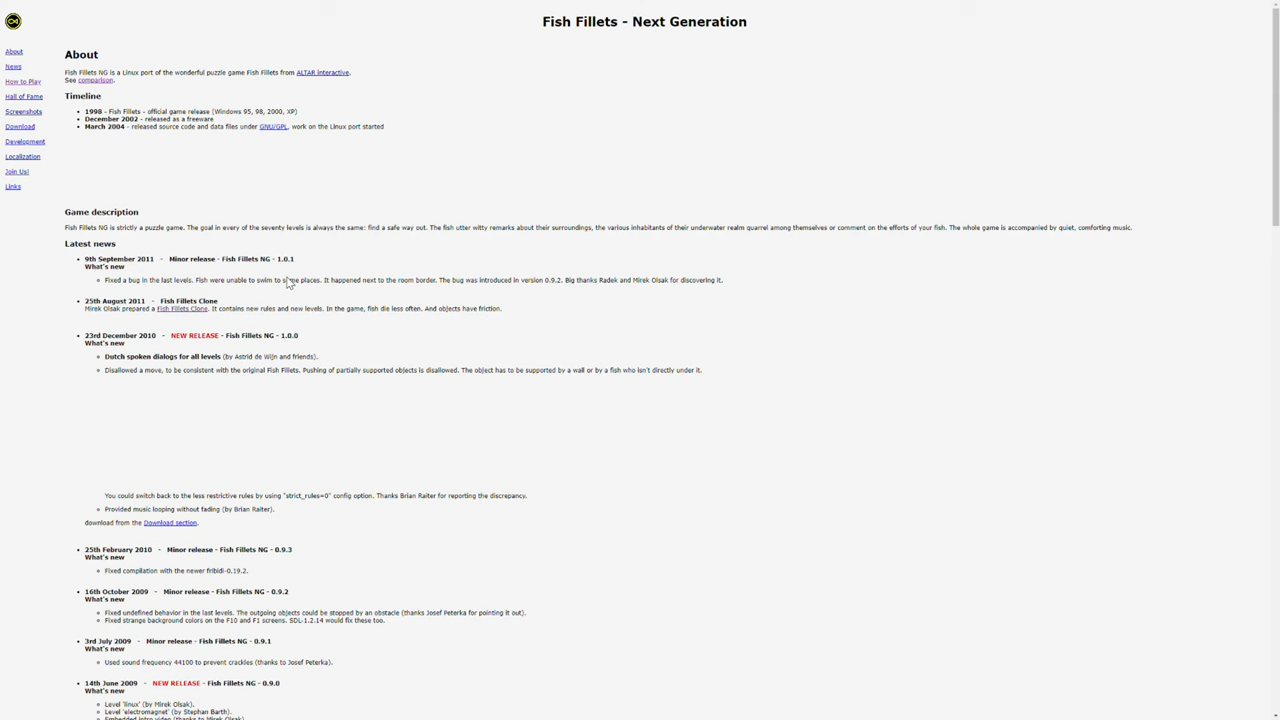 Fish Fillets - Next Generation
About
News
How to Play
Hall of Fame
Screenshots
Download
Development
Localization
Join Us!
Links
About
Fish Fillets NG is a Linux port of the wonderful puzzle game Fish Fillets from ALTAR interactive.
See comparison.
Timeline
• 1998 - Fish Fillets - official game release (Windows 95, 98, 2000, XP)
• December 2002 - released as a freeware
• March 2004 - released source code and data files under GNU/GPL, work on the Linux port started
Game description
Fish Fillets NG is strictly a puzzle game. The goal in every of the seventy levels is always the same: find a safe way out. The fish utter witty remarks about their surroundings, the various inhabitants of their underwater realm quarrel among themselves or comment on the efforts of your fish. The whole game is accompanied by quiet, comforting music.
Latest news
• 9th September 2011 - Minor release - Fish Fillets NG - 1.0.1
What's new
Fixed a bug in the last levels. Fish were unable to swim to some places. It happened next to the room border. The bug was introduced in version 0.9.2. Big thanks Radek and Mirek Olsak for discovering it.
• 25th August 2011 - Fish Fillets Clone
Mirek Olsak prepared a Fish Fillets Clone. It contains new rules and new levels. In the game, fish die less often. And objects have friction.
• 23rd December 2010 - NEW RELEASE - Fish Fillets NG - 1.0.0
What's new
Dutch spoken dialogs for all levels (by Astrid de Wijn and friends).
Disallowed a move, to be consistent with the original Fish Fillets. Pushing of partially supported objects is disallowed. The object has to be supported by a wall or by a fish who isn't directly under it.
You could switch back to the less restrictive rules by using "strict_rules=0" config option. Thanks Brian Raiter for reporting the discrepancy.
Provided music looping without fading (by Brian Raiter).
download from the Download section.
• 25th February 2010 - Minor release - Fish Fillets NG - 0.9.3
What's new
Fixed compilation with the newer fribidi-0.19.2.
• 16th October 2009 - Minor release - Fish Fillets NG - 0.9.2
What's new
Fixed undefined behavior in the last levels. The outgoing objects could be stopped by an obstacle (thanks Josef Peterka for pointing it out).
Fixed strange background colors on the F10 and F1 screens. SDL-1.2.14 would fix these too.
• 3rd July 2009 - Minor release - Fish Fillets NG - 0.9.1
What's new
Used sound frequency 44100 to prevent crackles (thanks to Josef Peterka).
• 14th June 2009 - NEW RELEASE - Fish Fillets NG - 0.9.0
What's new
Level 'linux' (by Mirek Olsak).
Level 'electromagnet' (by Stephan Barth).
Embedded intro video (thanks to Mirek Olsak)